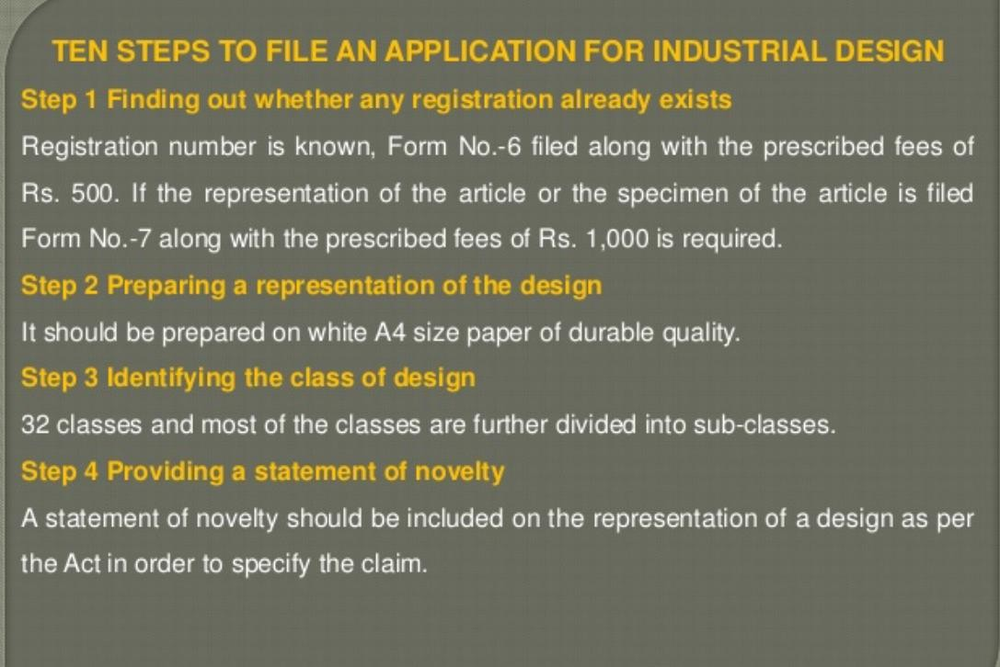 TEN STEPS TO FILE AN APPLICATION FOR INDUSTRIAL DESIGN
Step 1 Finding out whether any registration already exists
Registration number is known, Form No.-6 filed along with the prescribed fees of
Rs. 500. If the representation of the article or the specimen of the article is filed
Form No.-7 along with the prescribed fees of Rs. 1,000 is required.
Step 2 Preparing a representation of the design
It should be prepared on white A4 size paper of durable quality.
Step 3 Identifying the class of design
32 classes and most of the classes are further divided into sub-classes.
Step 4 Providing a statement of novelty
A statement of novelty should be included on the representation of a design as per
the Act in order to specify the claim.